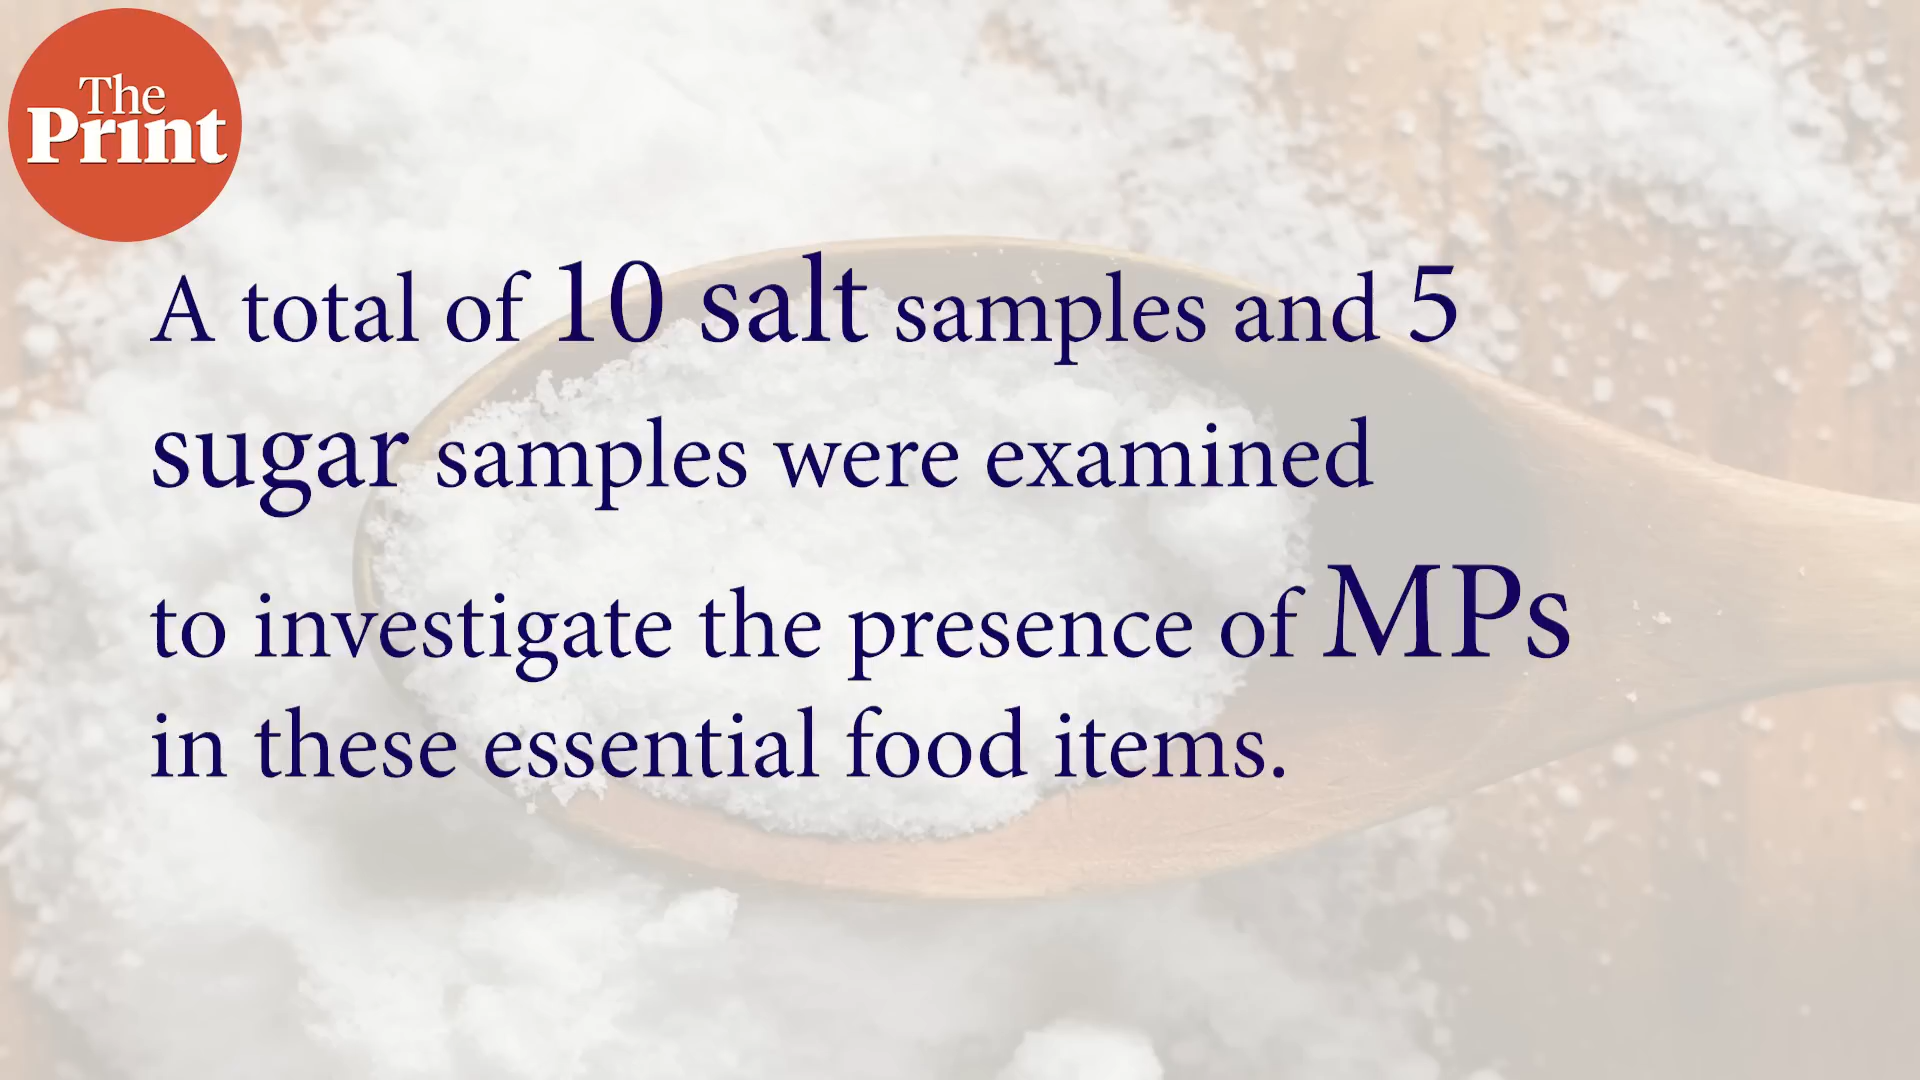 The
Print
A total of 10 salt samples and 5
sugar samples were examined
to investigate the presence of MPs
in these essential food items.